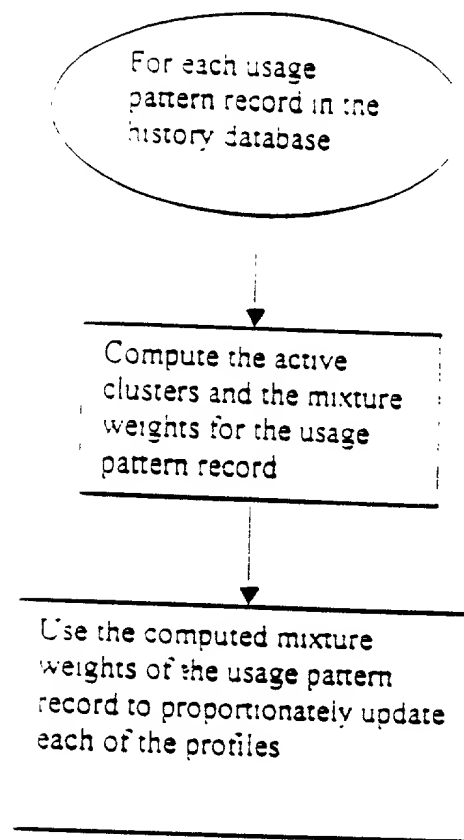 For each usage
pattern record in the
history database
Compute the active
clusters and the mixture
weights for the usage
pattern record
Use the computed mixture
weights of the usage pattern
record to proportionately update
each of the profiles